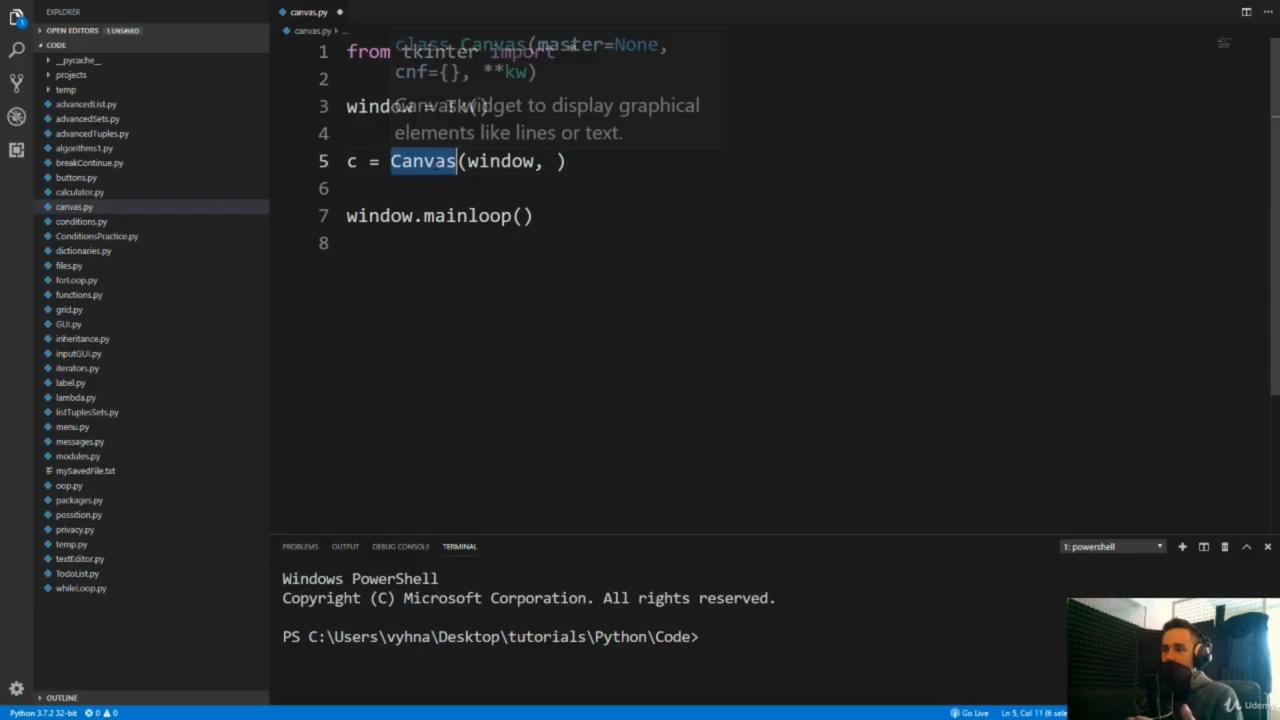 EXPLORER
OPEN EDITORS 1 UNSAVED
CODE
__pycache__
projects
temp
advancedList.py
advancedSets.py
advancedTuples.py
algorithms1.py
breakContinue.py
buttons.py
calculator.py
canvas.py
conditions.py
ConditionsPractice.py
dictionaries.py
files.py
forLoop.py
functions.py
grid.py
GUI.py
inheritance.py
inputGUI.py
iterators.py
label.py
lambda.py
listTuplesSets.py
menu.py
messages.py
modules.py
mySavedFile.txt
oop.py
packages.py
possition.py
privacy.py
temp.py
textEditor.py
TodoList.py
whileLoop.py
OUTLINE
canvas.py
canvas.py > ...
class Canvas(master=None,
cnf={}, **kw)
Canvas widget to display graphical
elements like lines or text.
1 from tkinter import *
2
3 window = Tk()
4
5 c = Canvas(window, )
6
7 window.mainloop()
8
PROBLEMS OUTPUT DEBUG CONSOLE TERMINAL
1: powershell
Windows PowerShell
Copyright (C) Microsoft Corporation. All rights reserved.
PS C:\Users\vyhna\Desktop\tutorials\Python\Code>
Python 3.7.2 32-bit 0 0 Go Live Ln 5, Col 11 (6 sele
Udemy